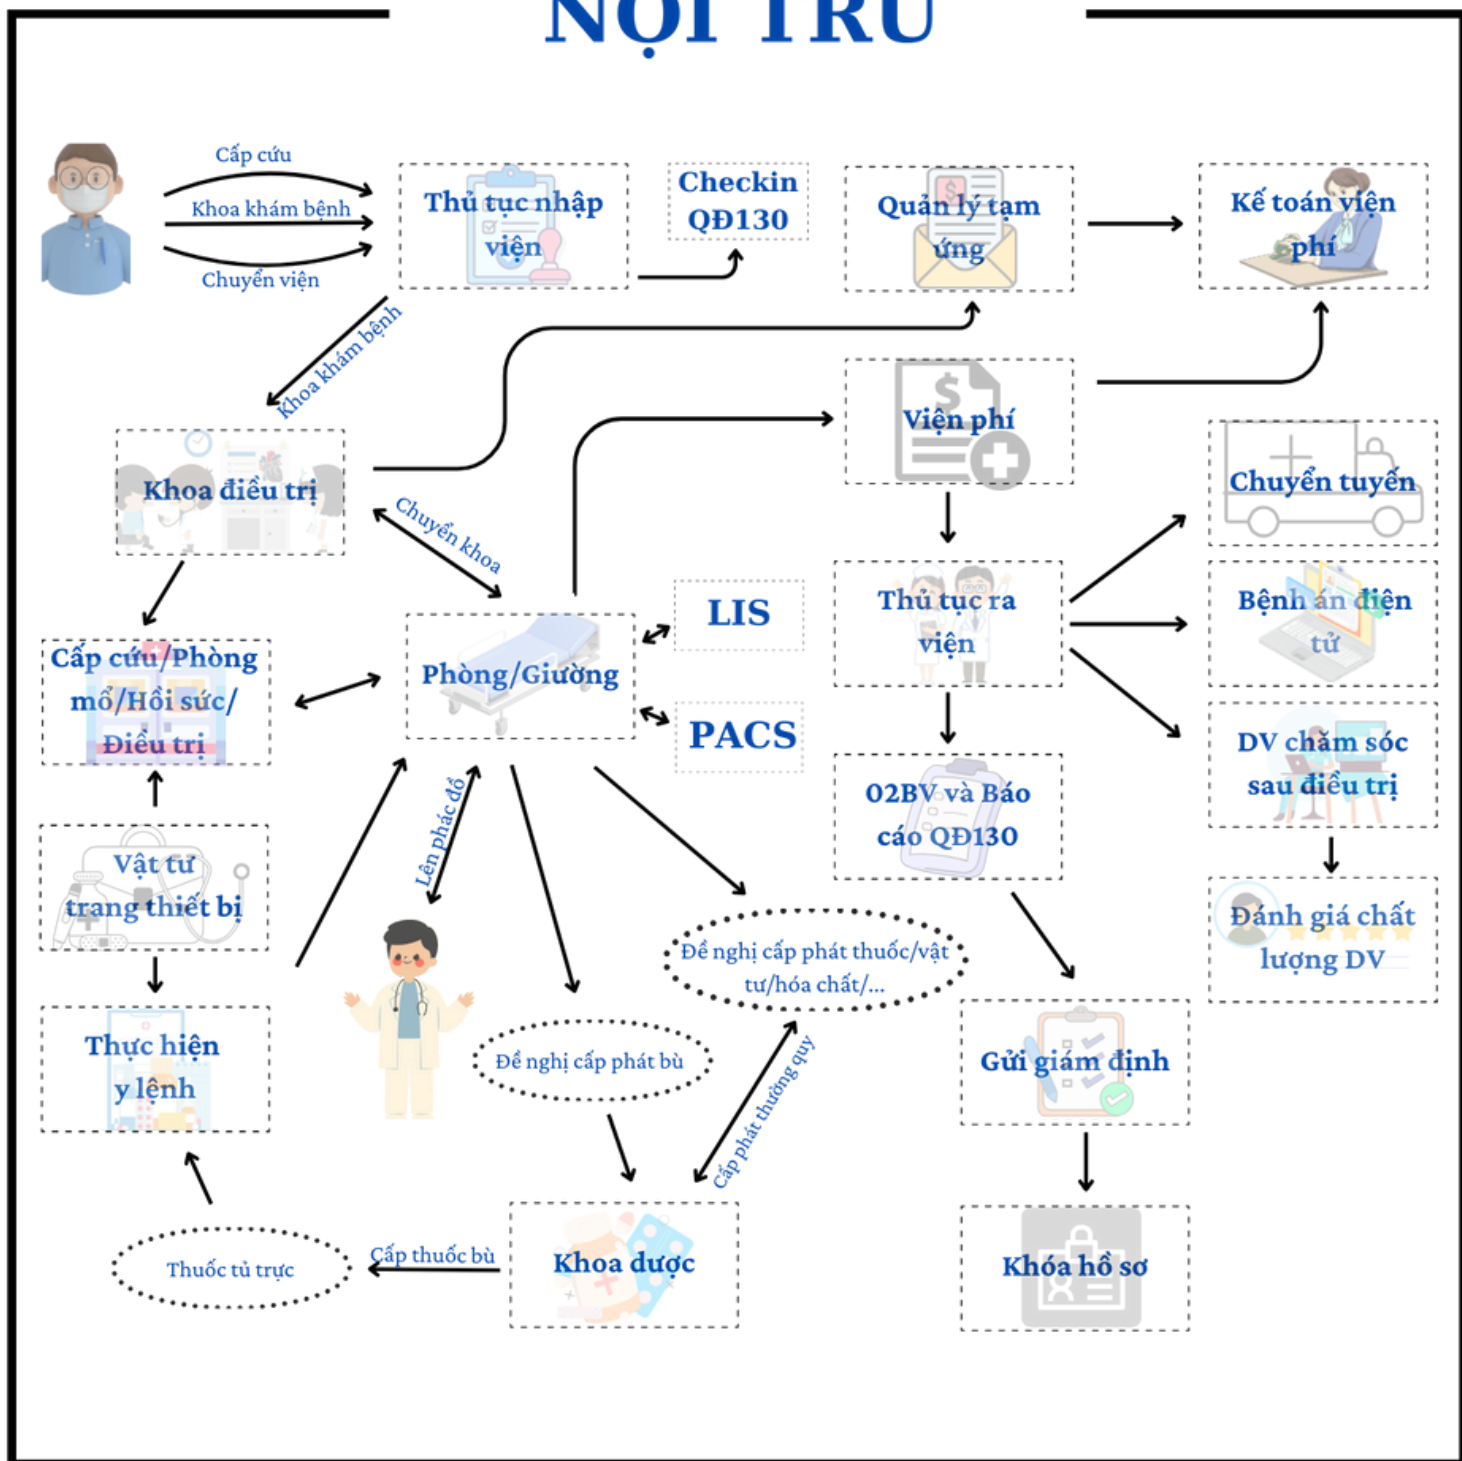 NỘI TRÚ
Cấp cứu
Khoa khám bệnh
Chuyển viện
Thủ tục nhập
viện
Checkin
QĐ130
Quản lý tạm
ứng
Kế toán viện
phí
Khoa khám bệnh
Viện phí
Khoa điều trị
Chuyển khoa
Chuyển tuyến
Cấp cứu/Phòng
mổ/Hồi sức/
Điều trị
Phòng/Giường
LIS
PACS
Thủ tục ra
viện
Bệnh án điện
tử
DV chăm sóc
sau điều trị
Lên phác đồ
02BV và Báo
cáo QĐ130
Vật tư
trang thiết bị
Đánh giá chất
lượng DV
Đề nghị cấp phát thuốc/vật
tư/hóa chất/...
Thực hiện
y lệnh
Đề nghị cấp phát bù
Cấp phát thường quy
Gửi giám định
Thuốc tủ trực
Cấp thuốc bù
Khoa dược
Khóa hồ sơ